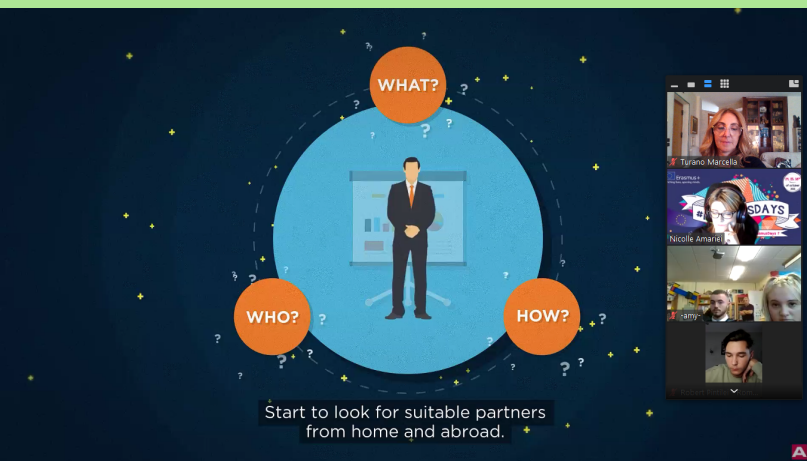 WHAT?
WHO?
HOW?
Start to look for suitable partners
from home and abroad.
Turano Marcella
Erasmus+
SDAYS
Nicolle Amariei
-amy-